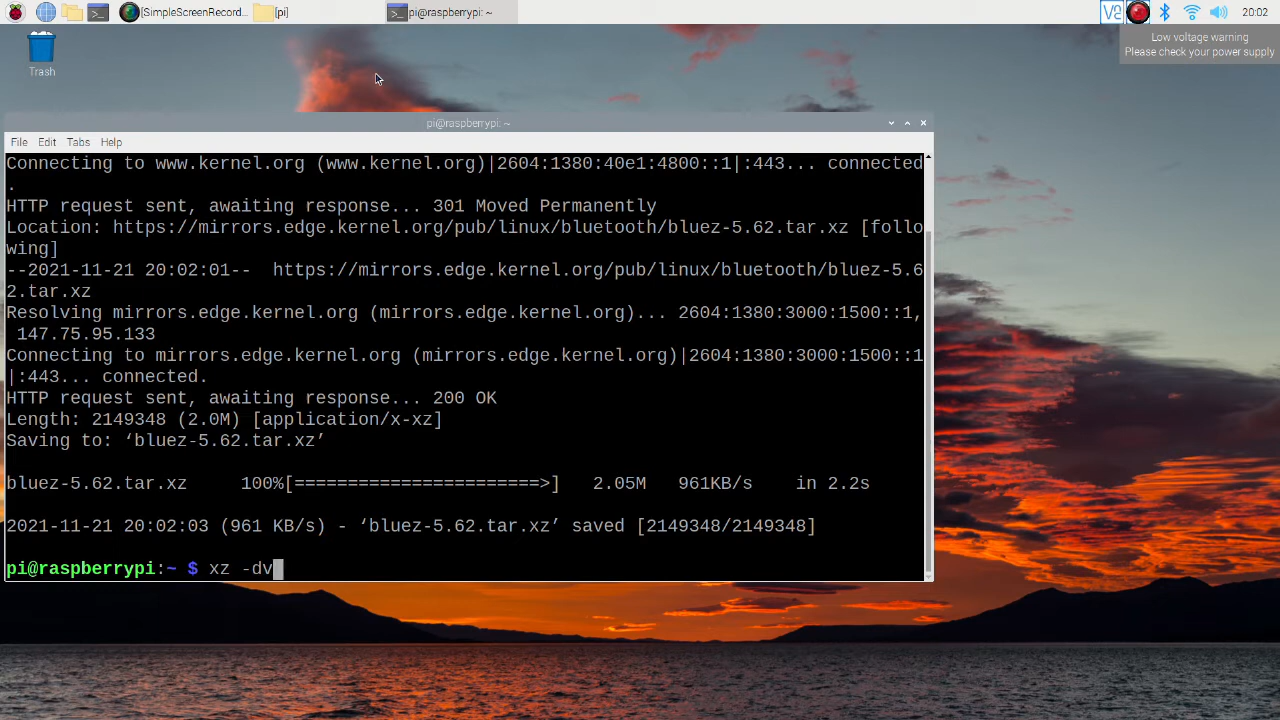 [SimpleScreenRecord...
[pi]
pi@raspberrypi: ~
V2
20:02
Low voltage warning
Please check your power supply
Trash
pi@raspberrypi: ~
File Edit Tabs Help
Connecting to www.kernel.org (www.kernel.org)|2604:1380:40e1:4800::1|:443... connected
.
HTTP request sent, awaiting response... 301 Moved Permanently
Location: https://mirrors.edge.kernel.org/pub/linux/bluetooth/bluez-5.62.tar.xz [follo
wing]
--2021-11-21 20:02:01-- https://mirrors.edge.kernel.org/pub/linux/bluetooth/bluez-5.6
2.tar.xz
Resolving mirrors.edge.kernel.org (mirrors.edge.kernel.org)... 2604:1380:3000:1500::1,
147.75.95.133
Connecting to mirrors.edge.kernel.org (mirrors.edge.kernel.org)|2604:1380:3000:1500::1
|:443... connected.
HTTP request sent, awaiting response... 200 OK
Length: 2149348 (2.0M) [application/x-xz]
Saving to: ‘bluez-5.62.tar.xz’
bluez-5.62.tar.xz 100%[=======================>] 2.05M 961KB/s in 2.2s
2021-11-21 20:02:03 (961 KB/s) - ‘bluez-5.62.tar.xz’ saved [2149348/2149348]
pi@raspberrypi:~ $ xz -dv